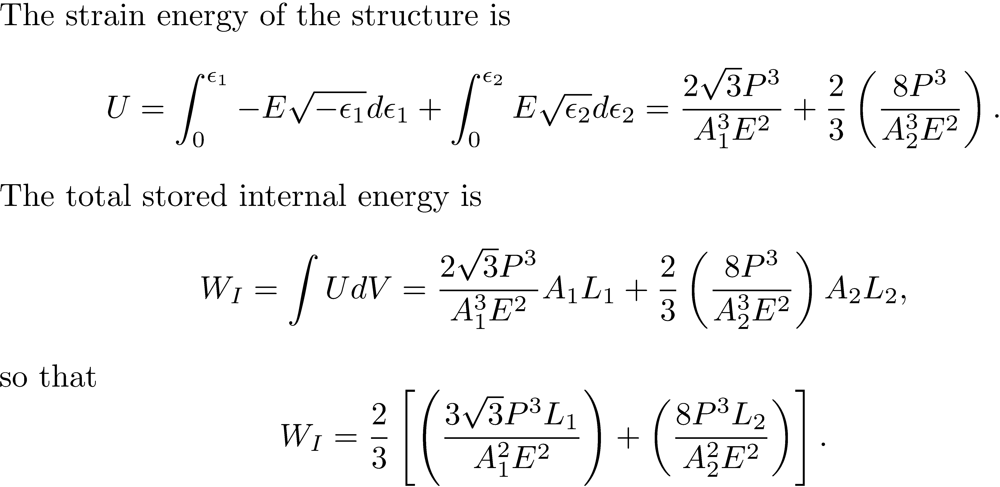 The strain energy of the structure is
$$U = \int_0^{\epsilon_1} -E\sqrt{-\epsilon_1}d\epsilon_1 + \int_0^{\epsilon_2} E\sqrt{\epsilon_2}d\epsilon_2 = \frac{2\sqrt{3}P^3}{A_1^3E^2} + \frac{2}{3}\left(\frac{8P^3}{A_2^3E^2}\right).$$
The total stored internal energy is
$$W_I = \int UdV = \frac{2\sqrt{3}P^3}{A_1^3E^2}A_1L_1 + \frac{2}{3}\left(\frac{8P^3}{A_2^3E^2}\right)A_2L_2,$$
so that
$$W_I = \frac{2}{3}\left[\left(\frac{3\sqrt{3}P^3L_1}{A_1^2E^2}\right) + \left(\frac{8P^3L_2}{A_2^2E^2}\right)\right].$$